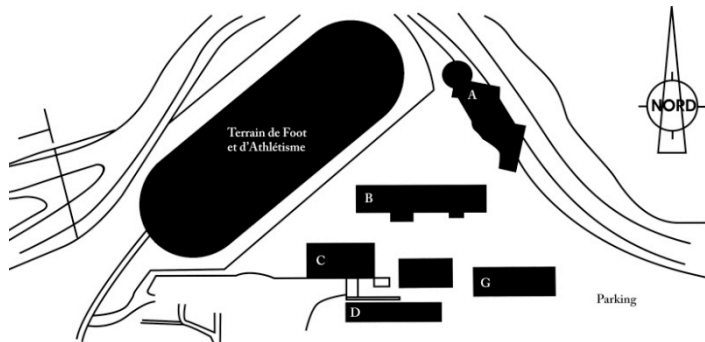 NORD
A
Terrain de Foot
et d'Athlétisme
B
C
G
Parking
D